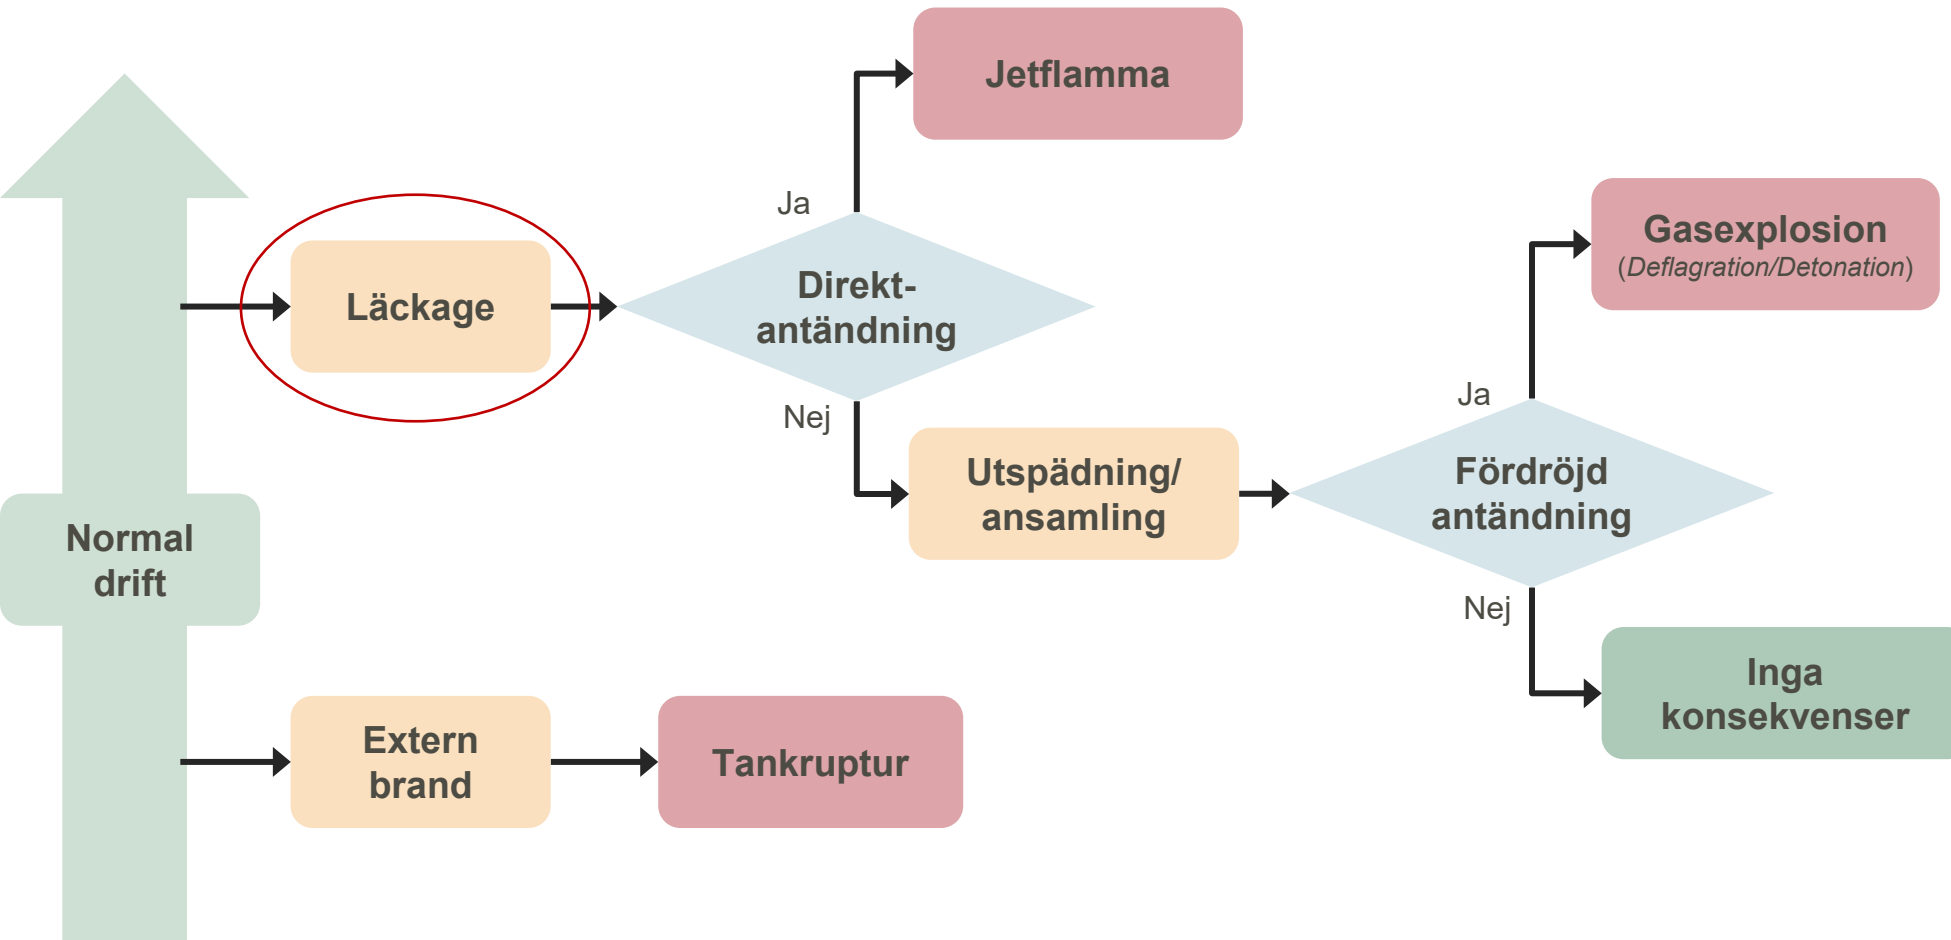 Jetflamma
Ja
Gasexplosion
(Deflagration/Detonation)
Läckage
Direkt-
antändning
Ja
Nej
Utspädning/
ansamling
Fördröjd
antändning
Normal
drift
Nej
Inga
konsekvenser
Extern
brand
Tankruptur